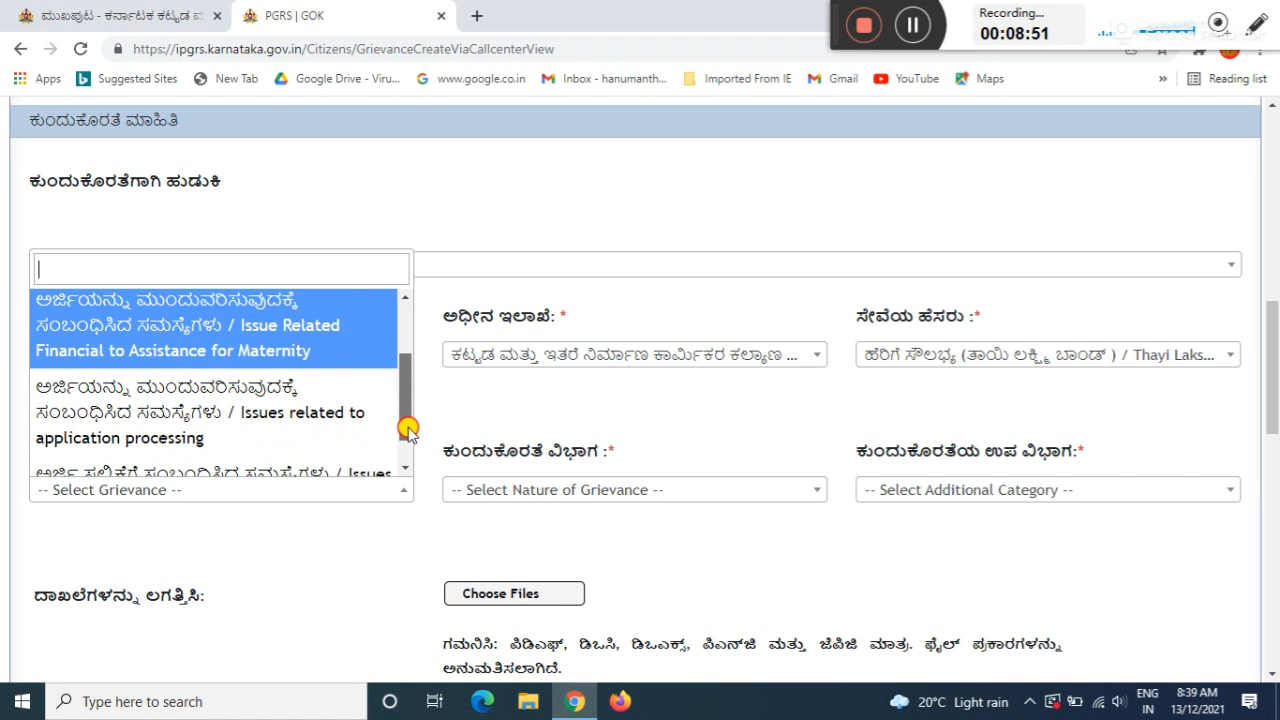 ಮುಖಪುಟ - ಕರ್ನಾಟಕ ಕಟ್ಟಡ ಮ
PGRS | GOK
Recording...
00:08:51
https://ipgrs.karnataka.gov.in/Citizens/GrievanceCreateViaCallcenterView
Apps
Suggested Sites
New Tab
Google Drive - Viru...
www.google.co.in
Inbox - hanumanth...
Imported From IE
Gmail
YouTube
Maps
»
Reading list
ಕುಂದುಕೊರತೆ ಮಾಹಿತಿ
ಕುಂದುಕೊರತೆಗಾಗಿ ಹುಡುಕಿ
ಅರ್ಜಿಯನ್ನು ಮುಂದುವರಿಸುವುದಕ್ಕೆ
ಸಂಬಂಧಿಸಿದ ಸಮಸ್ಯೆಗಳು / Issue Related
Financial to Assistance for Maternity
ಅರ್ಜಿಯನ್ನು ಮುಂದುವರಿಸುವುದಕ್ಕೆ
ಸಂಬಂಧಿಸಿದ ಸಮಸ್ಯೆಗಳು / Issues related to
application processing
ಅರ್ಜಿ ಸಲ್ಲಿಕೆಗೆ ಸಂಬಂಧಿಸಿದ ಸಮಸ್ಯೆಗಳು / Issues
-- Select Grievance --
ಅಧೀನ ಇಲಾಖೆ: *
ಸೇವೆಯ ಹೆಸರು :*
ಕಟ್ಟಡ ಮತ್ತು ಇತರೆ ನಿರ್ಮಾಣ ಕಾರ್ಮಿಕರ ಕಲ್ಯಾಣ ...
ಹೆರಿಗೆ ಸೌಲಭ್ಯ (ತಾಯಿ ಲಕ್ಷ್ಮಿ ಬಾಂಡ್ ) / Thayi Laks...
ಕುಂದುಕೊರತೆ ವಿಭಾಗ :*
ಕುಂದುಕೊರತೆಯ ಉಪ ವಿಭಾಗ:*
-- Select Nature of Grievance --
-- Select Additional Category --
ದಾಖಲೆಗಳನ್ನು ಲಗತ್ತಿಸಿ:
Choose Files
ಗಮನಿಸಿ: ಪಿಡಿಎಫ್, ಡಿಒಸಿ, ಡಿಒಎಕ್ಸ್, ಪಿಎನ್‌ಜಿ ಮತ್ತು ಜೆಪಿಜಿ ಮಾತ್ರ. ಫೈಲ್ ಪ್ರಕಾರಗಳನ್ನು
ಅನುಮತಿಸಲಾಗಿದೆ.
Type here to search
20°C Light rain
ENG
IN
8:39 AM
13/12/2021